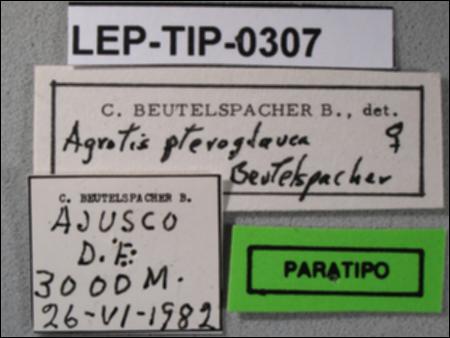 LEP-TIP-0307
C. BEUTELSPACHER B., det.
Agrotis pteroglauca ♀
Beutelspacher
C. BEUTELSPACHER B.
AJUSCO
D.F.
3000 M.
26-VI-1982
PARATIPO